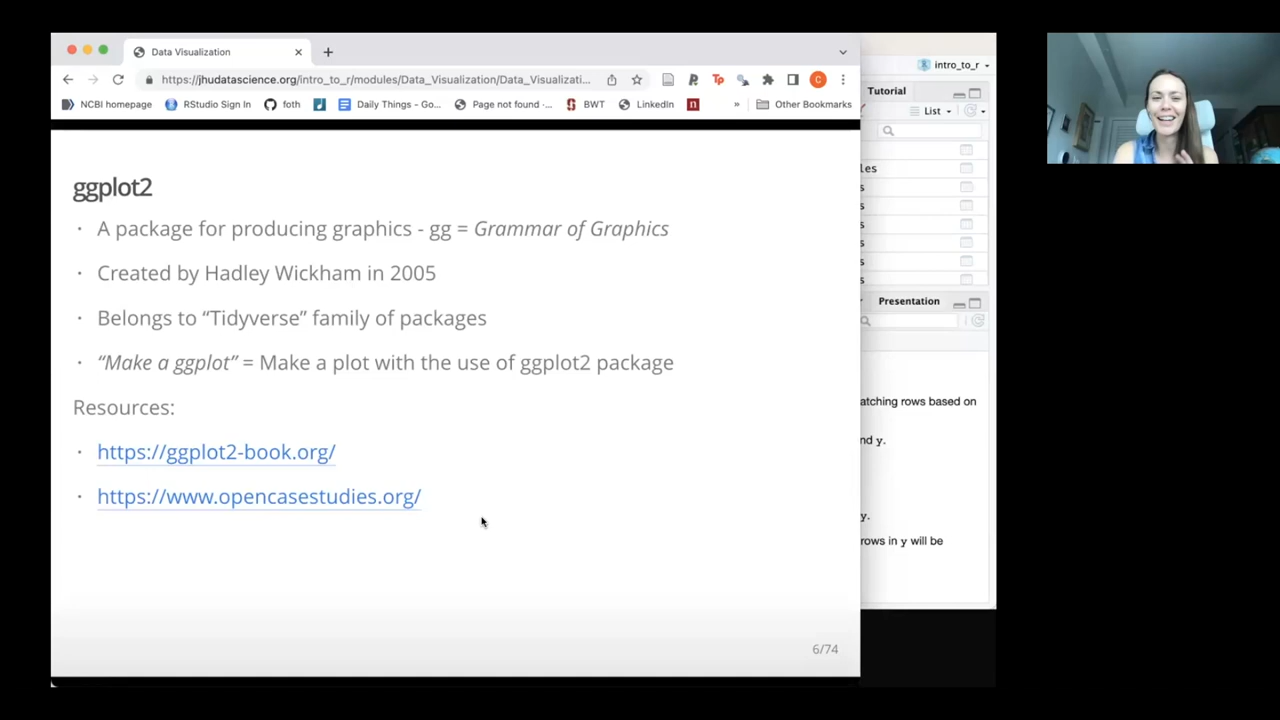 Data Visualization
https://jhudatascience.org/intro_to_r/modules/Data_Visualization/Data_Visualizati...
NCBI homepage
RStudio Sign In
foth
Daily Things - Go...
Page not found · ...
BWT
LinkedIn
»
Other Bookmarks
ggplot2
· A package for producing graphics - gg = Grammar of Graphics
· Created by Hadley Wickham in 2005
· Belongs to “Tidyverse” family of packages
· “Make a ggplot” = Make a plot with the use of ggplot2 package
Resources:
· https://ggplot2-book.org/
· https://www.opencasestudies.org/
6/74
intro_to_r
Tutorial
List
les
s
s
s
s
s
Presentation
atching rows based on
nd y.
y.
rows in y will be